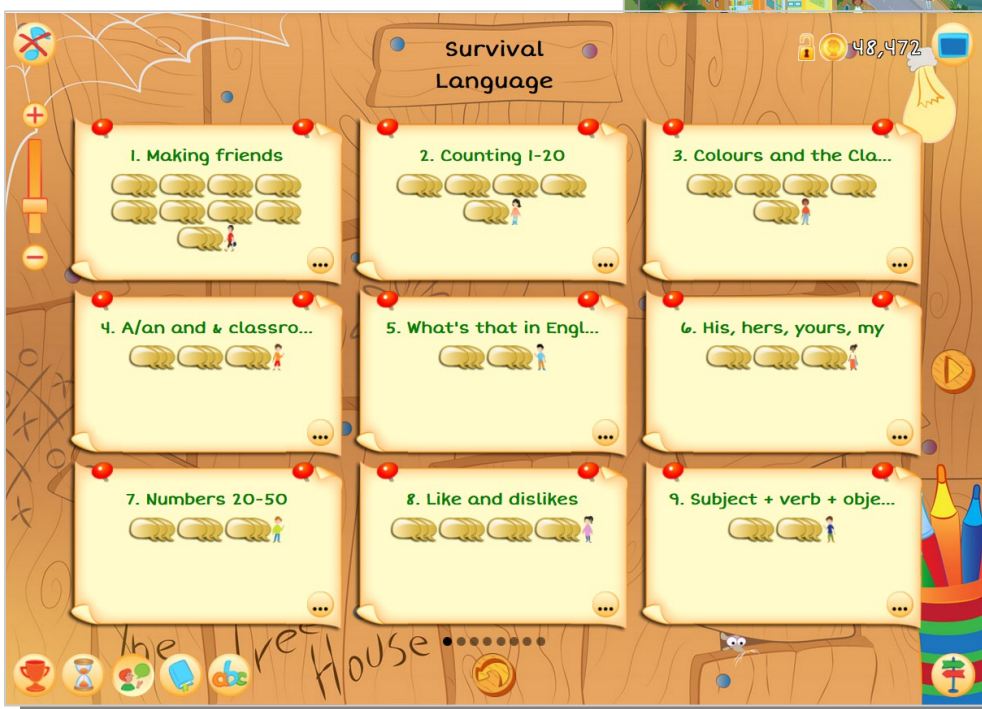 Survival
Language
48,472
1. Making friends
2. Counting 1-20
3. Colours and the Cla...
4. A/an and & classro...
5. What's that in Engl...
6. His, hers, yours, my
7. Numbers 20-50
8. Like and dislikes
9. Subject + verb + obje...
The Tree
House
abc